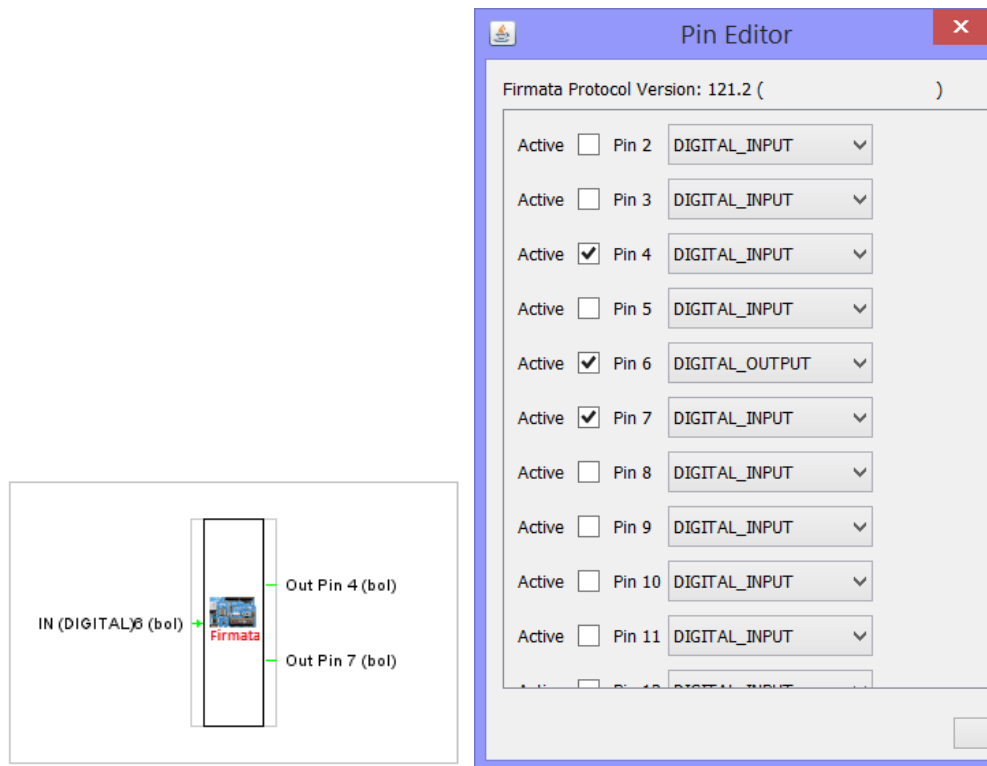 Pin Editor
Firmata Protocol Version: 121.2 ( )
Active Pin 2 DIGITAL_INPUT
Active Pin 3 DIGITAL_INPUT
Active Pin 4 DIGITAL_INPUT
Active Pin 5 DIGITAL_INPUT
Active Pin 6 DIGITAL_OUTPUT
Active Pin 7 DIGITAL_INPUT
Active Pin 8 DIGITAL_INPUT
Active Pin 9 DIGITAL_INPUT
Active Pin 10 DIGITAL_INPUT
Active Pin 11 DIGITAL_INPUT
Out Pin 4 (bol)
IN (DIGITAL)6 (bol)
Firmata
Out Pin 7 (bol)